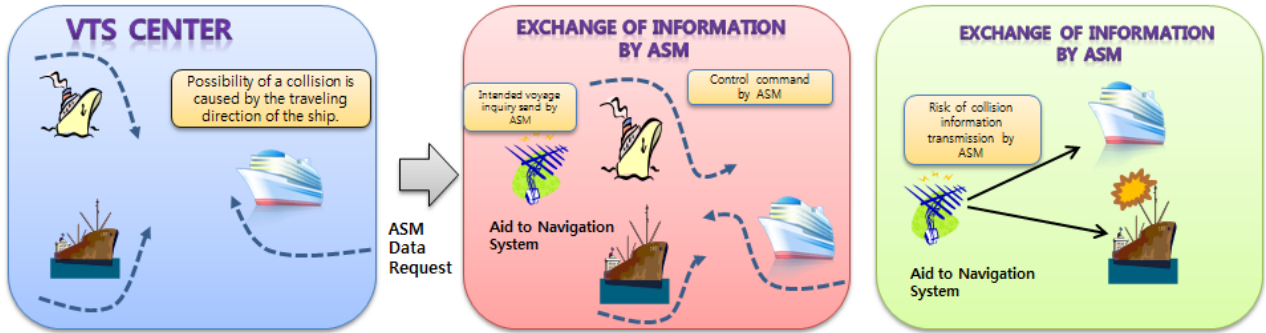 VTS CENTER
Possibility of a collision is
caused by the traveling
direction of the ship.
ASM
Data
Request
EXCHANGE OF INFORMATION
BY ASM
Intended voyage
inquiry send by
ASM
Control command
by ASM
Aid to Navigation
System
EXCHANGE OF INFORMATION
BY ASM
Risk of collision
information
transmission by
ASM
Aid to Navigation
System